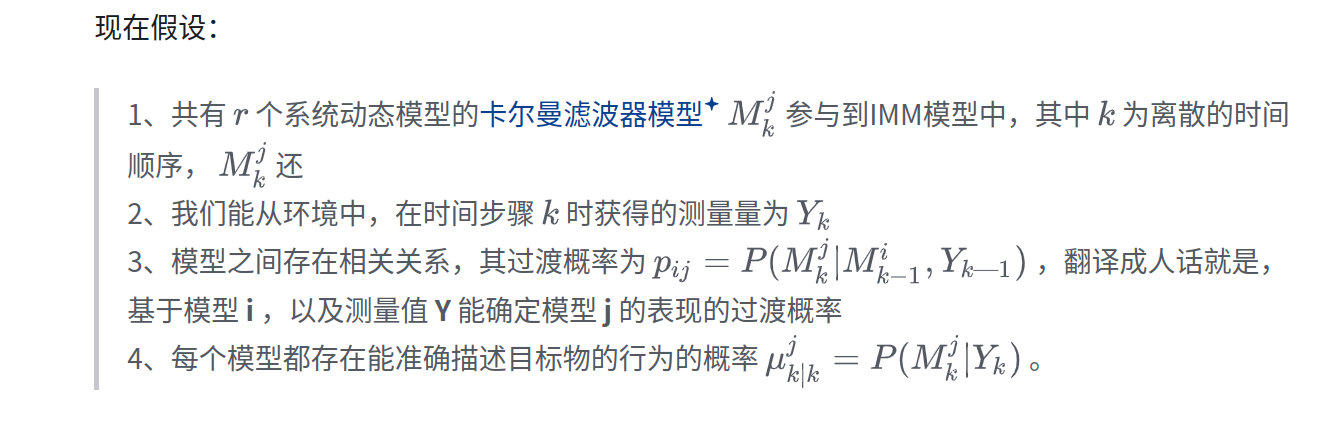 现在假设：
1、共有 r 个系统动态模型的卡尔曼滤波器模型✦ M_k^j 参与到IMM模型中，其中 k 为离散的时间
顺序， M_k^j 还
2、我们能从环境中，在时间步骤 k 时获得的测量量为 Y_k
3、模型之间存在相关关系，其过渡概率为 p_{ij} = P(M_k^j|M_{k-1}^i, Y_{k—1}) ，翻译成人话就是，
基于模型 i ，以及测量值 Y 能确定模型 j 的表现的过渡概率
4、每个模型都存在能准确描述目标物的行为的概率 μ_{k|k}^j = P(M_k^j|Y_k) 。